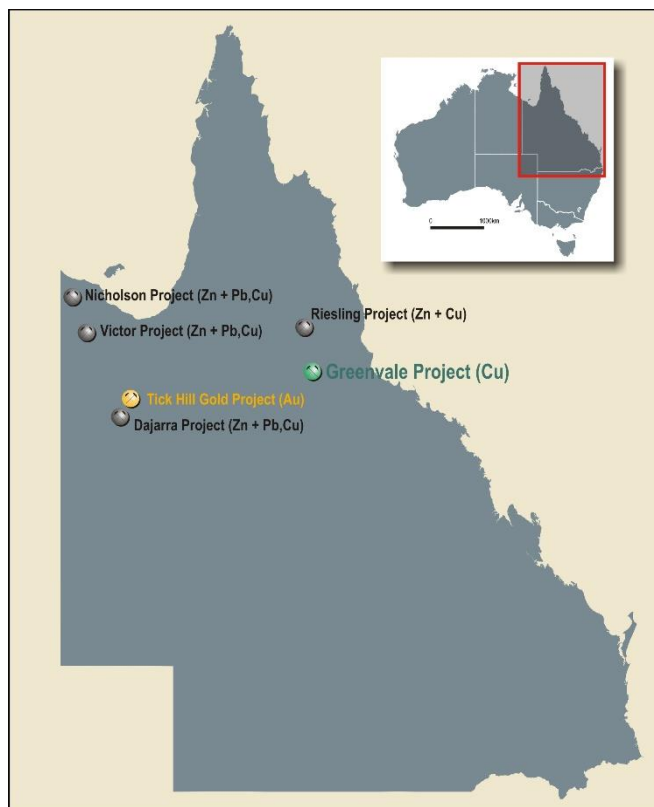 0
1000km
Nicholson Project (Zn + Pb,Cu)
Riesling Project (Zn + Cu)
Victor Project (Zn + Pb,Cu)
Greenvale Project (Cu)
Tick Hill Gold Project (Au)
Dajarra Project (Zn + Pb,Cu)